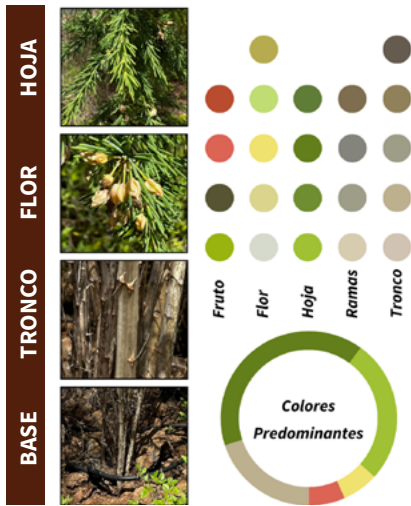 HOJA
FLOR
TRONCO
BASE
Fruto
Flor
Hoja
Ramas
Tronco
Colores
Predominantes